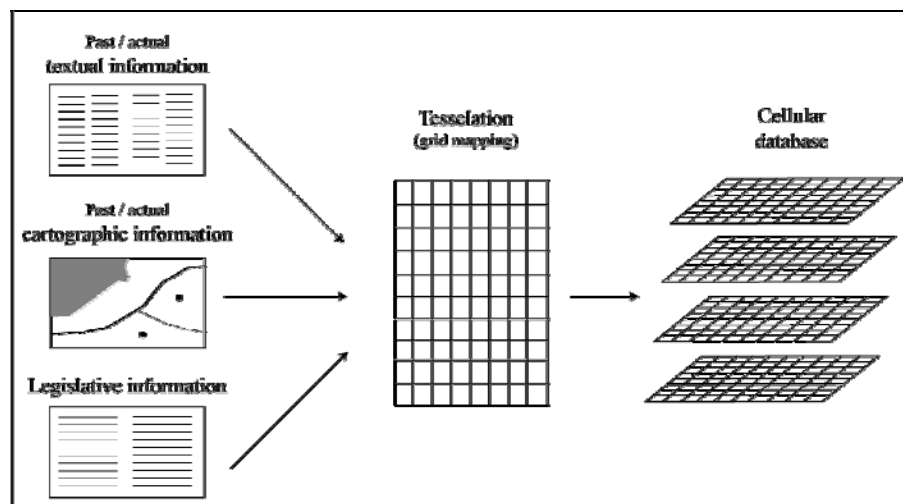 Past / actual
textual information
Past / actual
cartographic information
Legislative information
Tesselation
(grid mapping)
Cellular
database